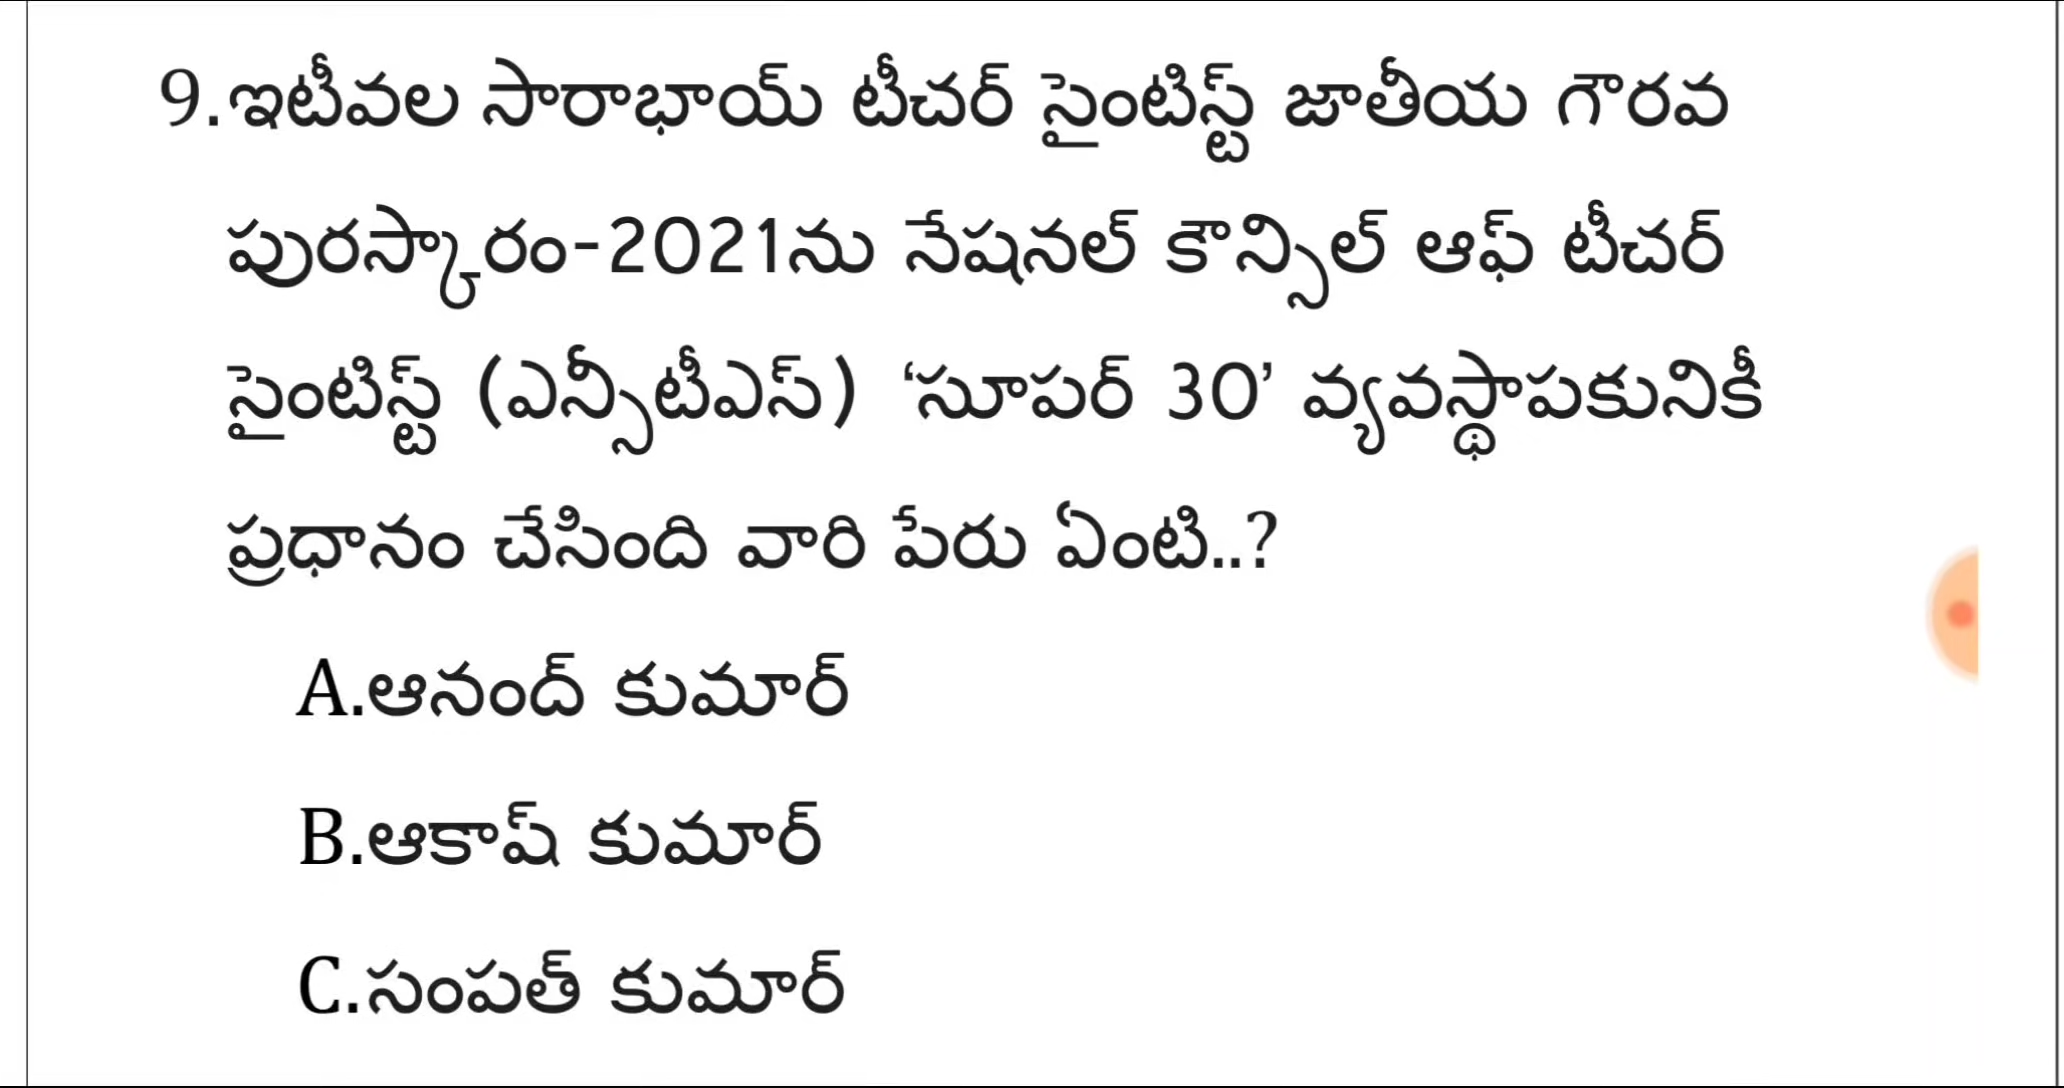 9.ఇటీవల సారాభాయ్ టీచర్ సైంటిస్ట్ జాతీయ గౌరవ
పురస్కారం-2021ను నేషనల్ కౌన్సిల్ ఆఫ్ టీచర్
సైంటిస్ట్ (ఎన్సీటీఎస్) ‘సూపర్ 30’ వ్యవస్థాపకునికీ
ప్రధానం చేసింది వారి పేరు ఏంటి..?
A.ఆనంద్ కుమార్
B.ఆకాష్ కుమార్
C.సంపత్ కుమార్